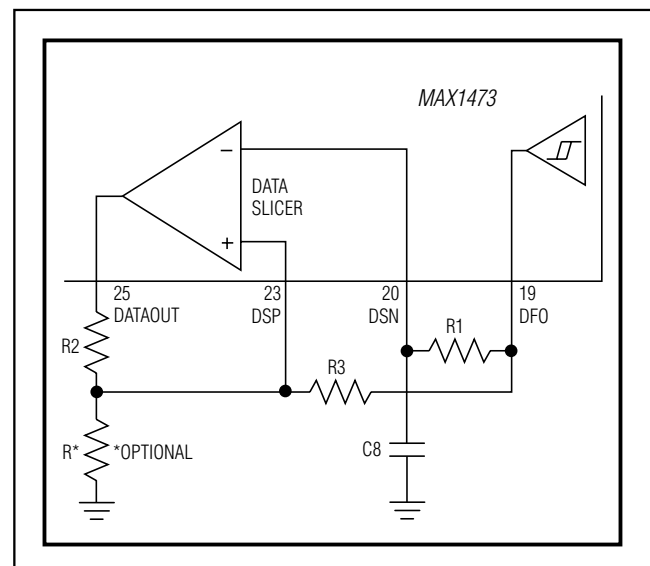 MAX1473
−
DATA
SLICER
+
25
DATAOUT
23
DSP
20
DSN
19
DFO
R1
R2
R3
R*
*OPTIONAL
C8